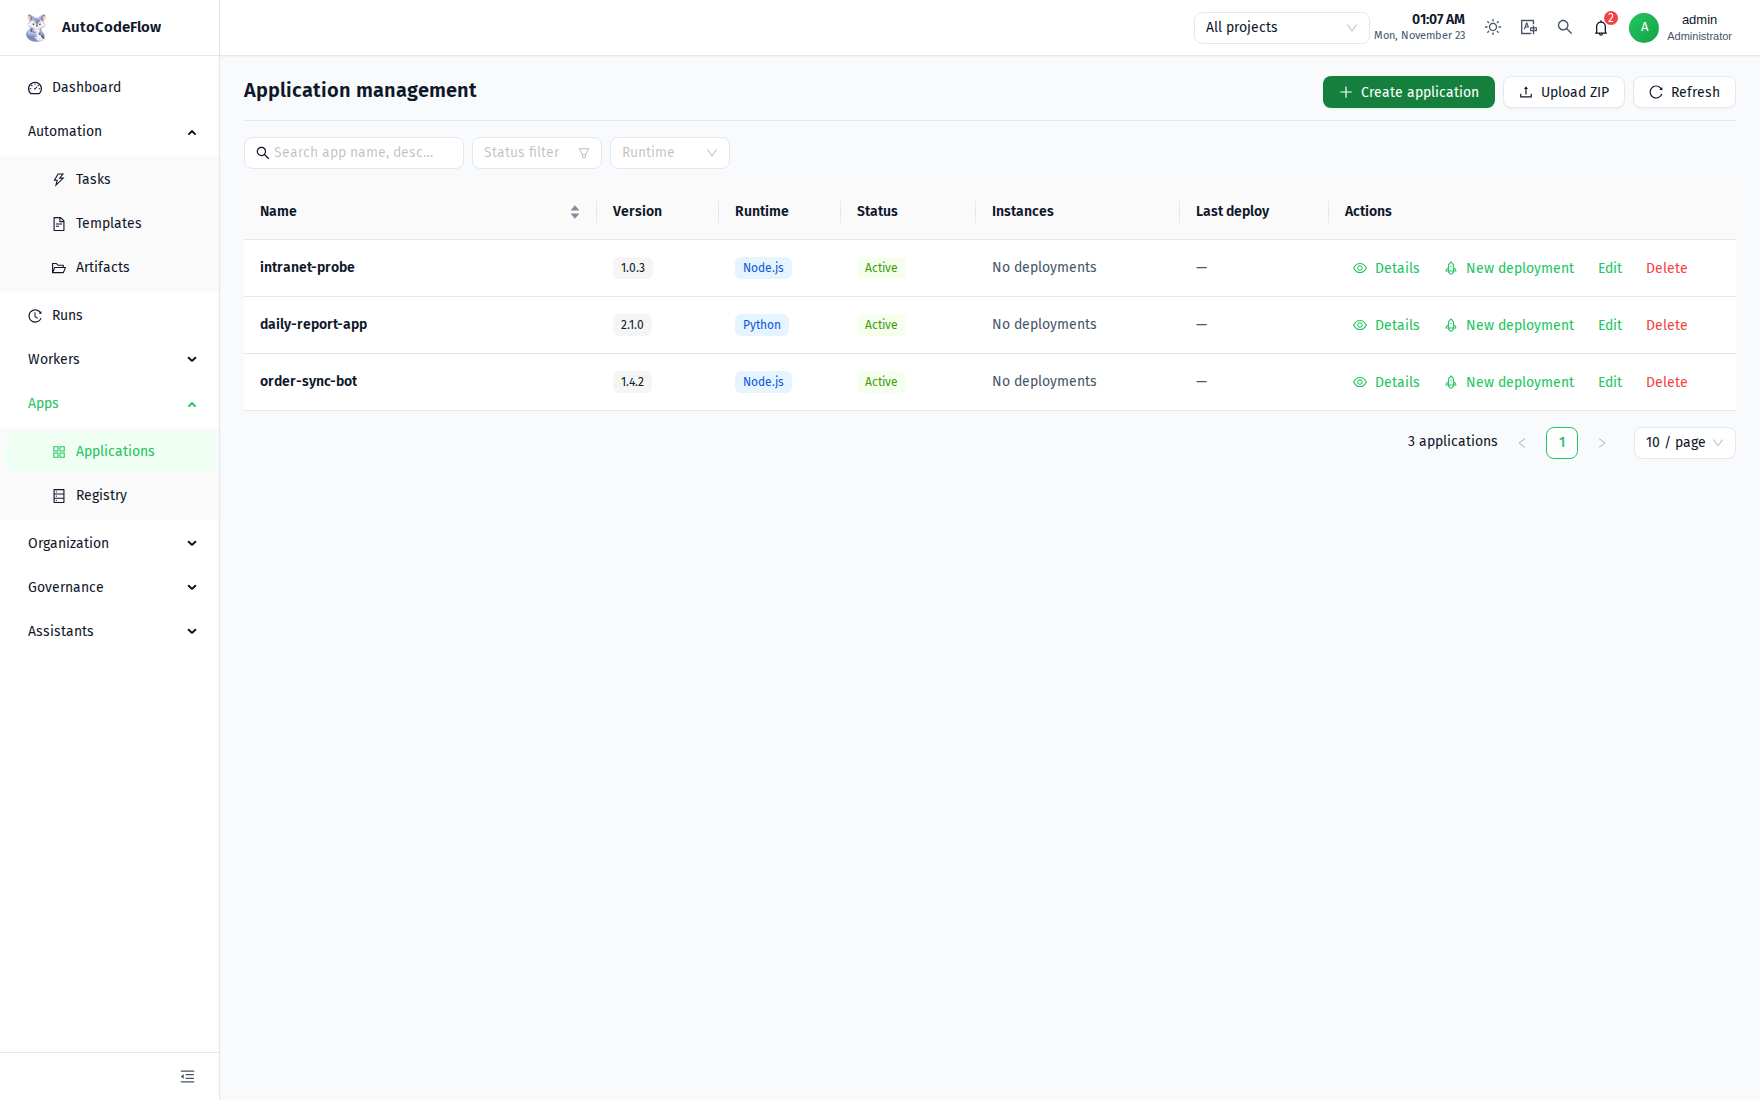 AutoCodeFlow
All projects
01:07 AM
Mon, November 23
2
A
admin
Administrator
Dashboard
Automation
Tasks
Templates
Artifacts
Runs
Workers
Apps
Applications
Registry
Organization
Governance
Assistants
Application management
Create application
Upload ZIP
Refresh
Search app name, desc...
Status filter
Runtime
Name Version Runtime Status Instances Last deploy Actions
intranet-probe 1.0.3 Node.js Active No deployments — Details New deployment Edit Delete
daily-report-app 2.1.0 Python Active No deployments — Details New deployment Edit Delete
order-sync-bot 1.4.2 Node.js Active No deployments — Details New deployment Edit Delete
3 applications 1 10 / page